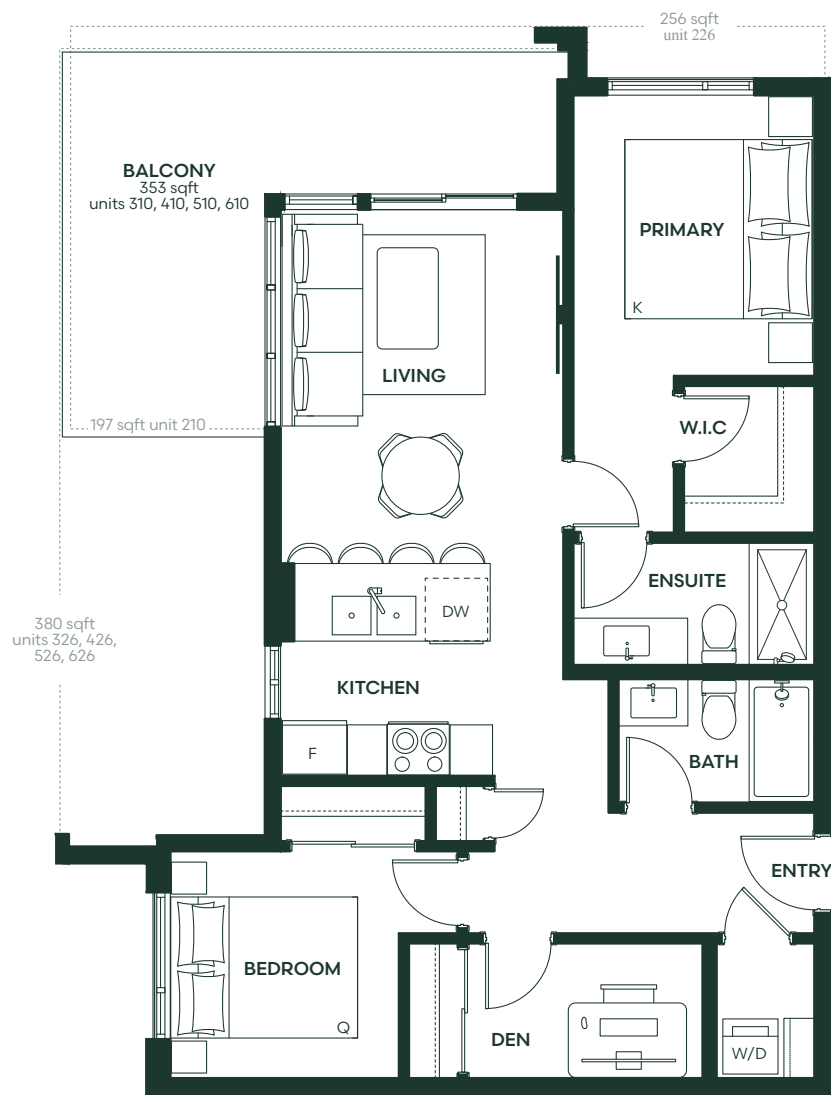 256 sqft
unit 226
BALCONY
353 sqft
units 310, 410, 510, 610
PRIMARY
K
LIVING
197 sqft unit 210
W.I.C
ENSUITE
DW
380 sqft
units 326, 426,
526, 626
KITCHEN
F
BATH
ENTRY
BEDROOM
Q
DEN
W/D